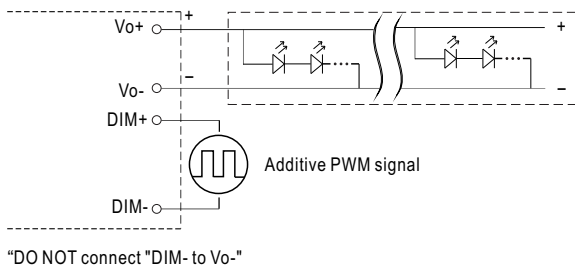 Vo+ + +
Vo- – –
DIM+
Additive PWM signal
DIM-
“DO NOT connect "DIM- to Vo-"